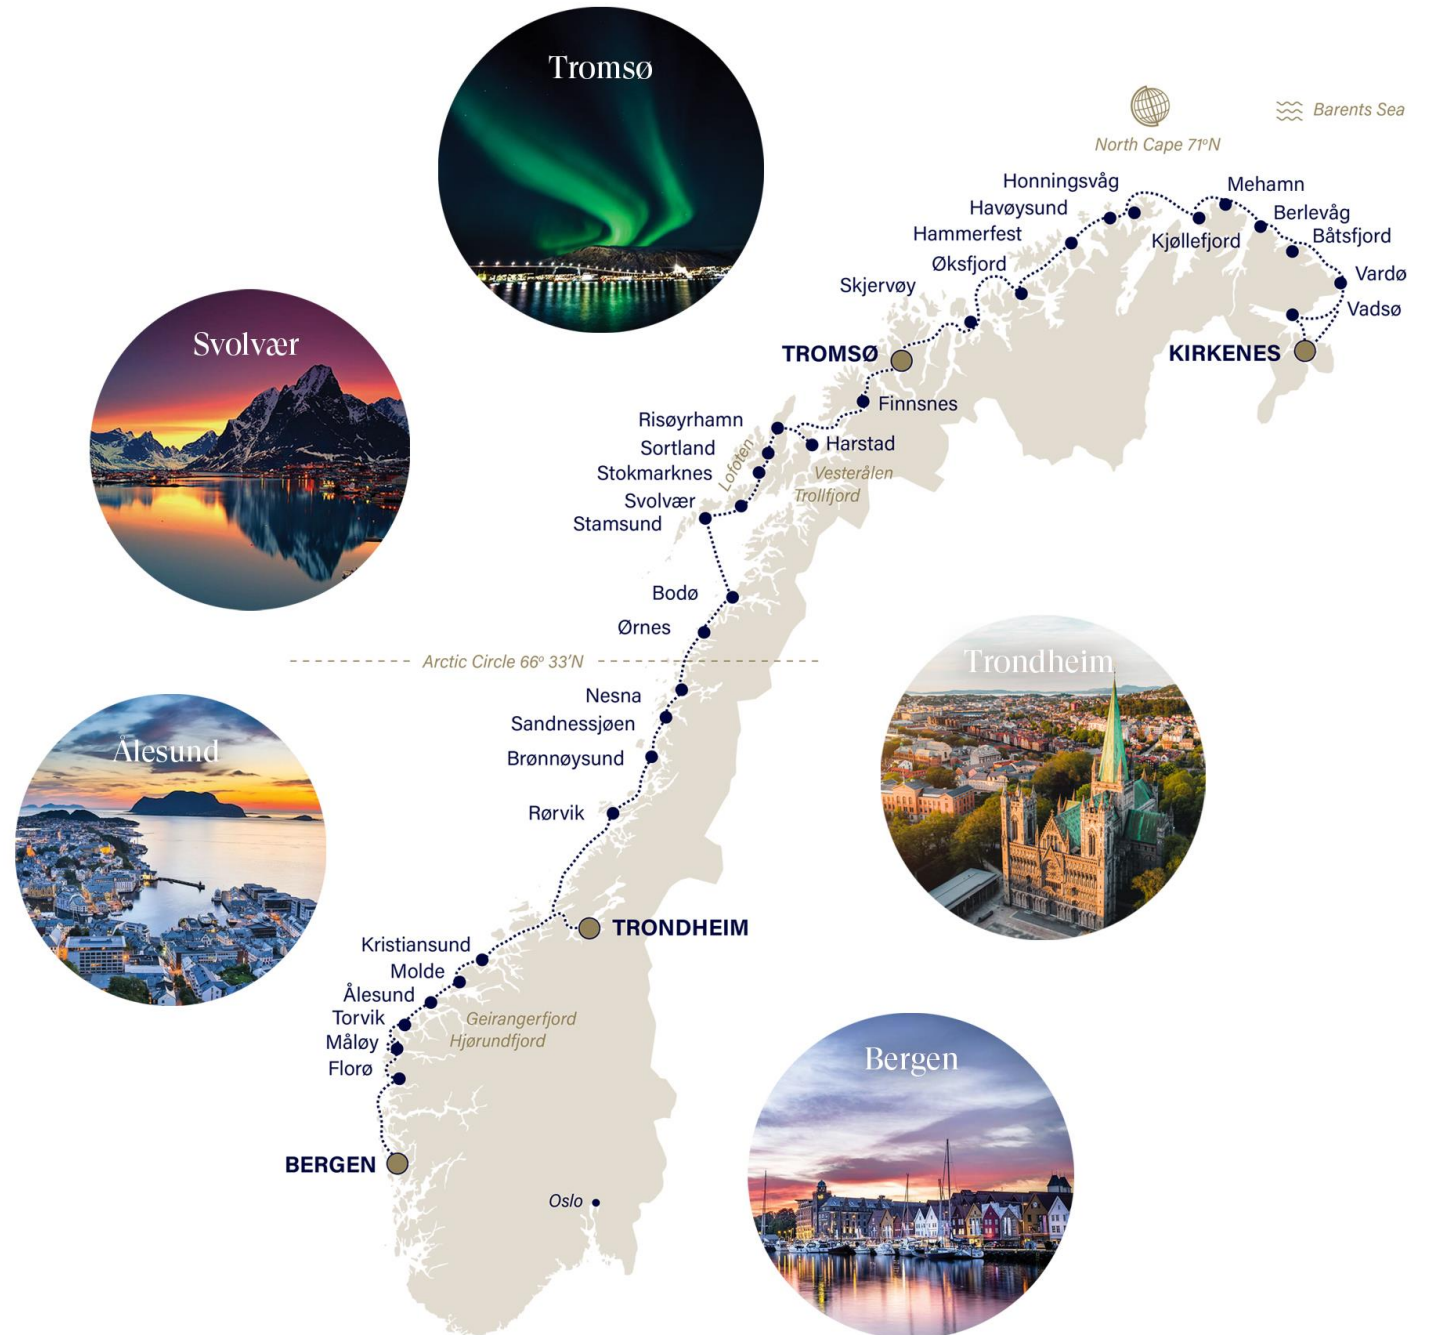 Tromsø
Barents Sea
North Cape 71ºN
Honningsvåg
Mehamn
Havøysund
Berlevåg
Hammerfest
Kjøllefjord
Båtsfjord
Øksfjord
Vardø
Skjervøy
Vadsø
Svolvær
TROMSØ
KIRKENES
Finnsnes
Risøyrhamn
Harstad
Sortland
Lofoten
Stokmarknes
Vesterålen
Trollfjord
Svolvær
Stamsund
Bodø
Ørnes
Arctic Circle 66º 33’N
Trondheim
Nesna
Sandnessjøen
Ålesund
Brønnøysund
Rørvik
TRONDHEIM
Kristiansund
Molde
Ålesund
Torvik
Geirangerfjord
Måløy
Hjørundfjord
Florø
Bergen
BERGEN
Oslo